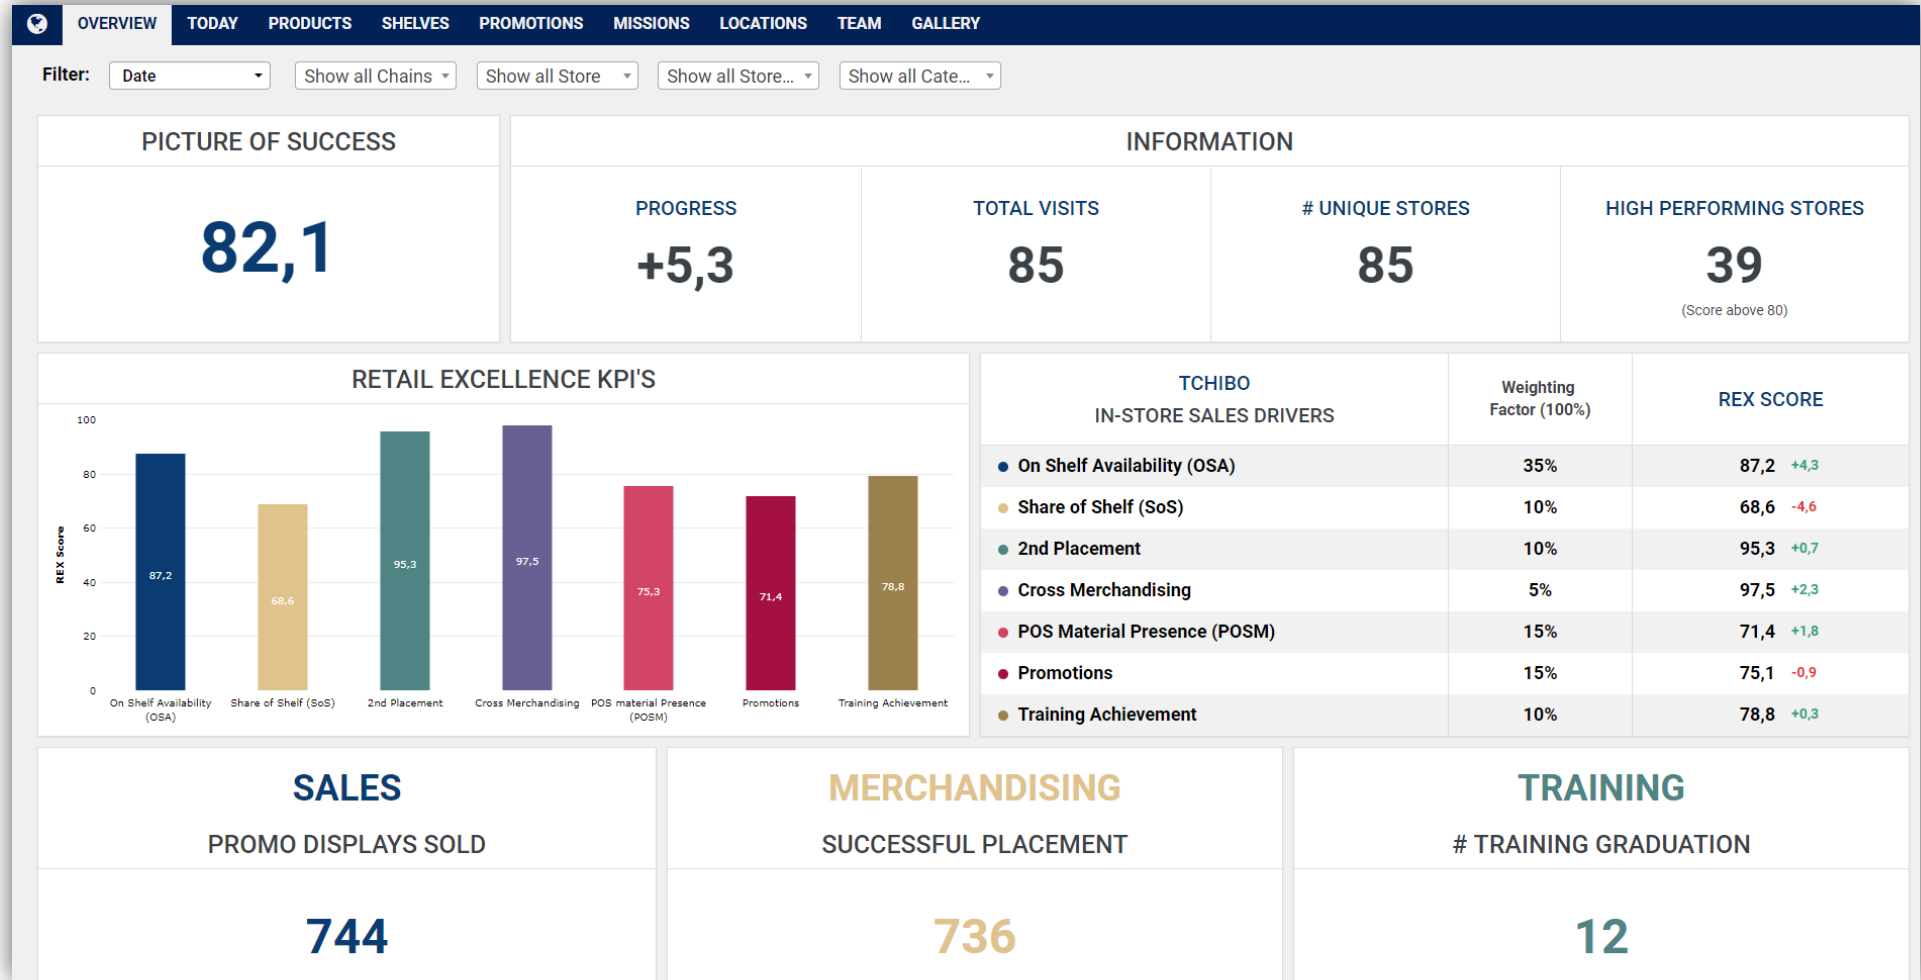 OVERVIEW TODAY PRODUCTS SHELVES PROMOTIONS MISSIONS LOCATIONS TEAM GALLERY
Filter: Date Show all Chains Show all Store Show all Store... Show all Cate...
PICTURE OF SUCCESS
82,1
INFORMATION
PROGRESS
+5,3
TOTAL VISITS
85
# UNIQUE STORES
85
HIGH PERFORMING STORES
39
(Score above 80)
RETAIL EXCELLENCE KPI'S
REX Score
100
80
60
40
20
0
87,2
68,6
95,3
97,5
75,3
71,4
78,8
On Shelf Availability
(OSA)
Share of Shelf (SoS)
2nd Placement
Cross Merchandising
POS material Presence
(POSM)
Promotions
Training Achievement
TCHIBO
IN-STORE SALES DRIVERS
Weighting
Factor (100%)
REX SCORE
On Shelf Availability (OSA) 35% 87,2 +4,3
Share of Shelf (SoS) 10% 68,6 -4,6
2nd Placement 10% 95,3 +0,7
Cross Merchandising 5% 97,5 +2,3
POS Material Presence (POSM) 15% 71,4 +1,8
Promotions 15% 75,1 -0,9
Training Achievement 10% 78,8 +0,3
SALES
PROMO DISPLAYS SOLD
744
MERCHANDISING
SUCCESSFUL PLACEMENT
736
TRAINING
# TRAINING GRADUATION
12